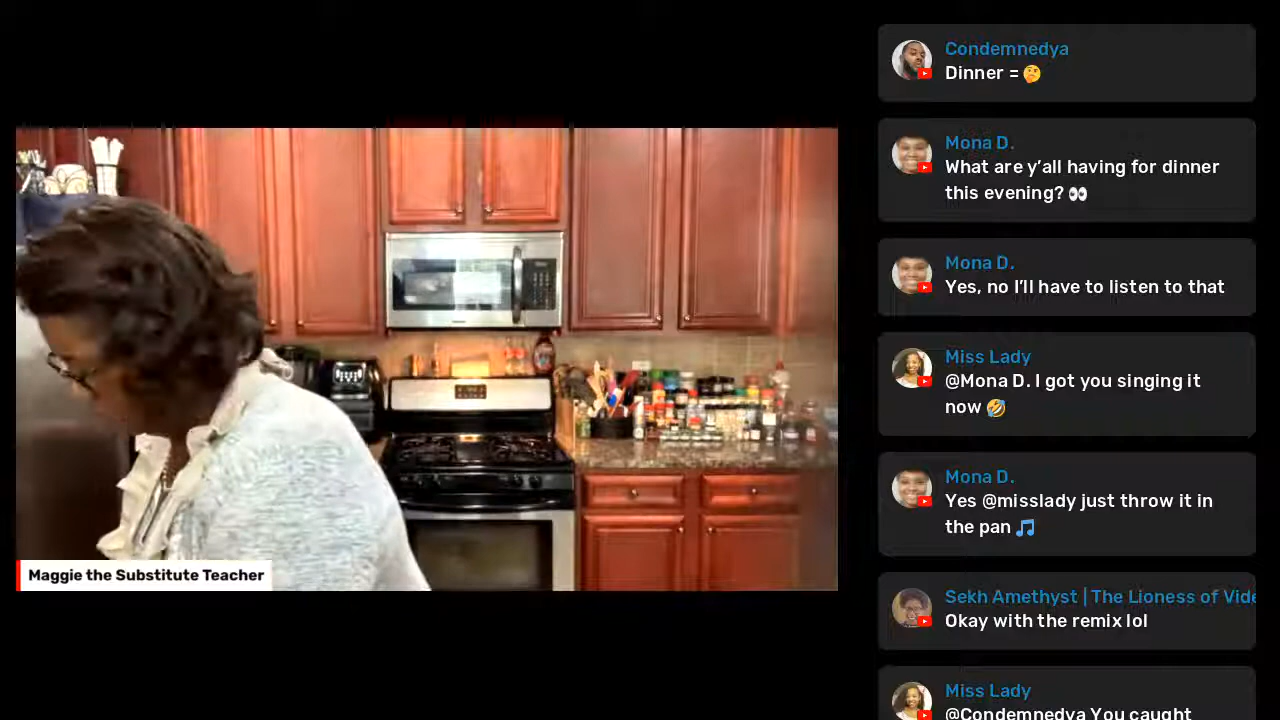 Condemnedya
Dinner = 🤔
Mona D.
What are y’all having for dinner
this evening? 👀
Mona D.
Yes, no I’ll have to listen to that
Miss Lady
@Mona D. I got you singing it
now 🤣
Mona D.
Yes @misslady just throw it in
the pan 🎵
Sekh Amethyst | The Lioness of Vide
Okay with the remix lol
Miss Lady
@Condemnedya You caught
Maggie the Substitute Teacher